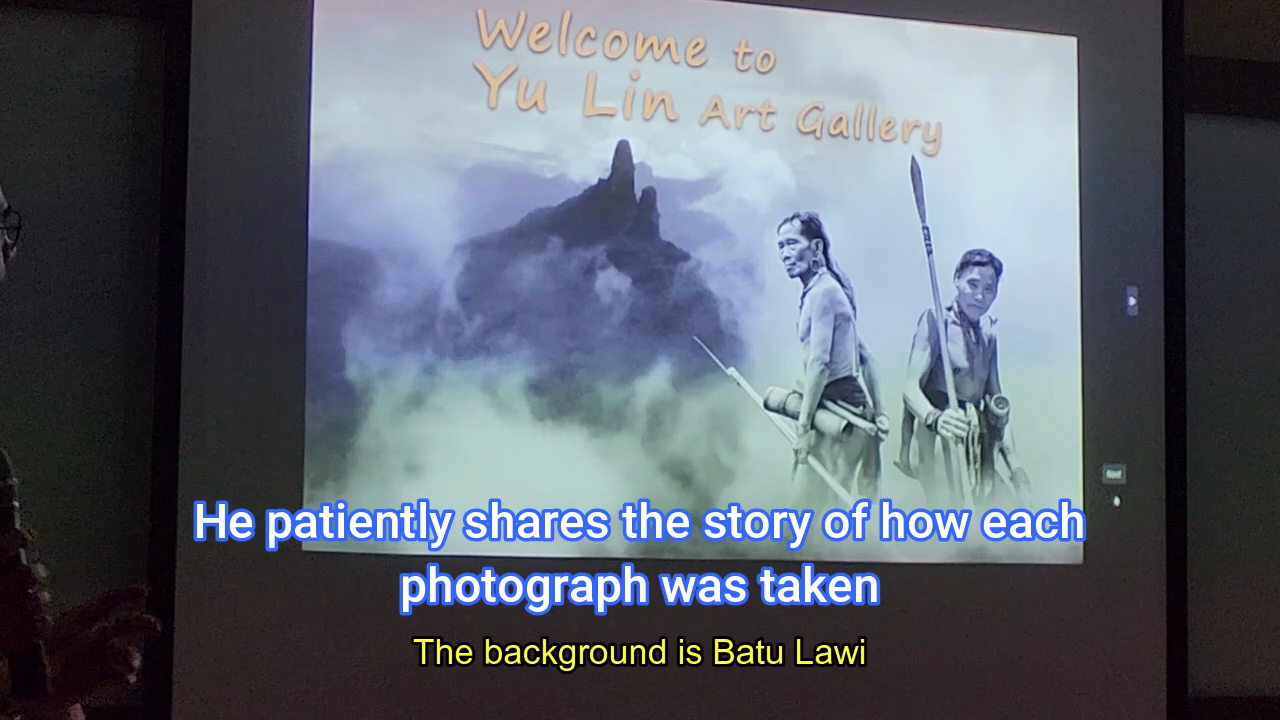 Welcome to
Yu Lin Art Gallery
He patiently shares the story of how each
photograph was taken
The background is Batu Lawi